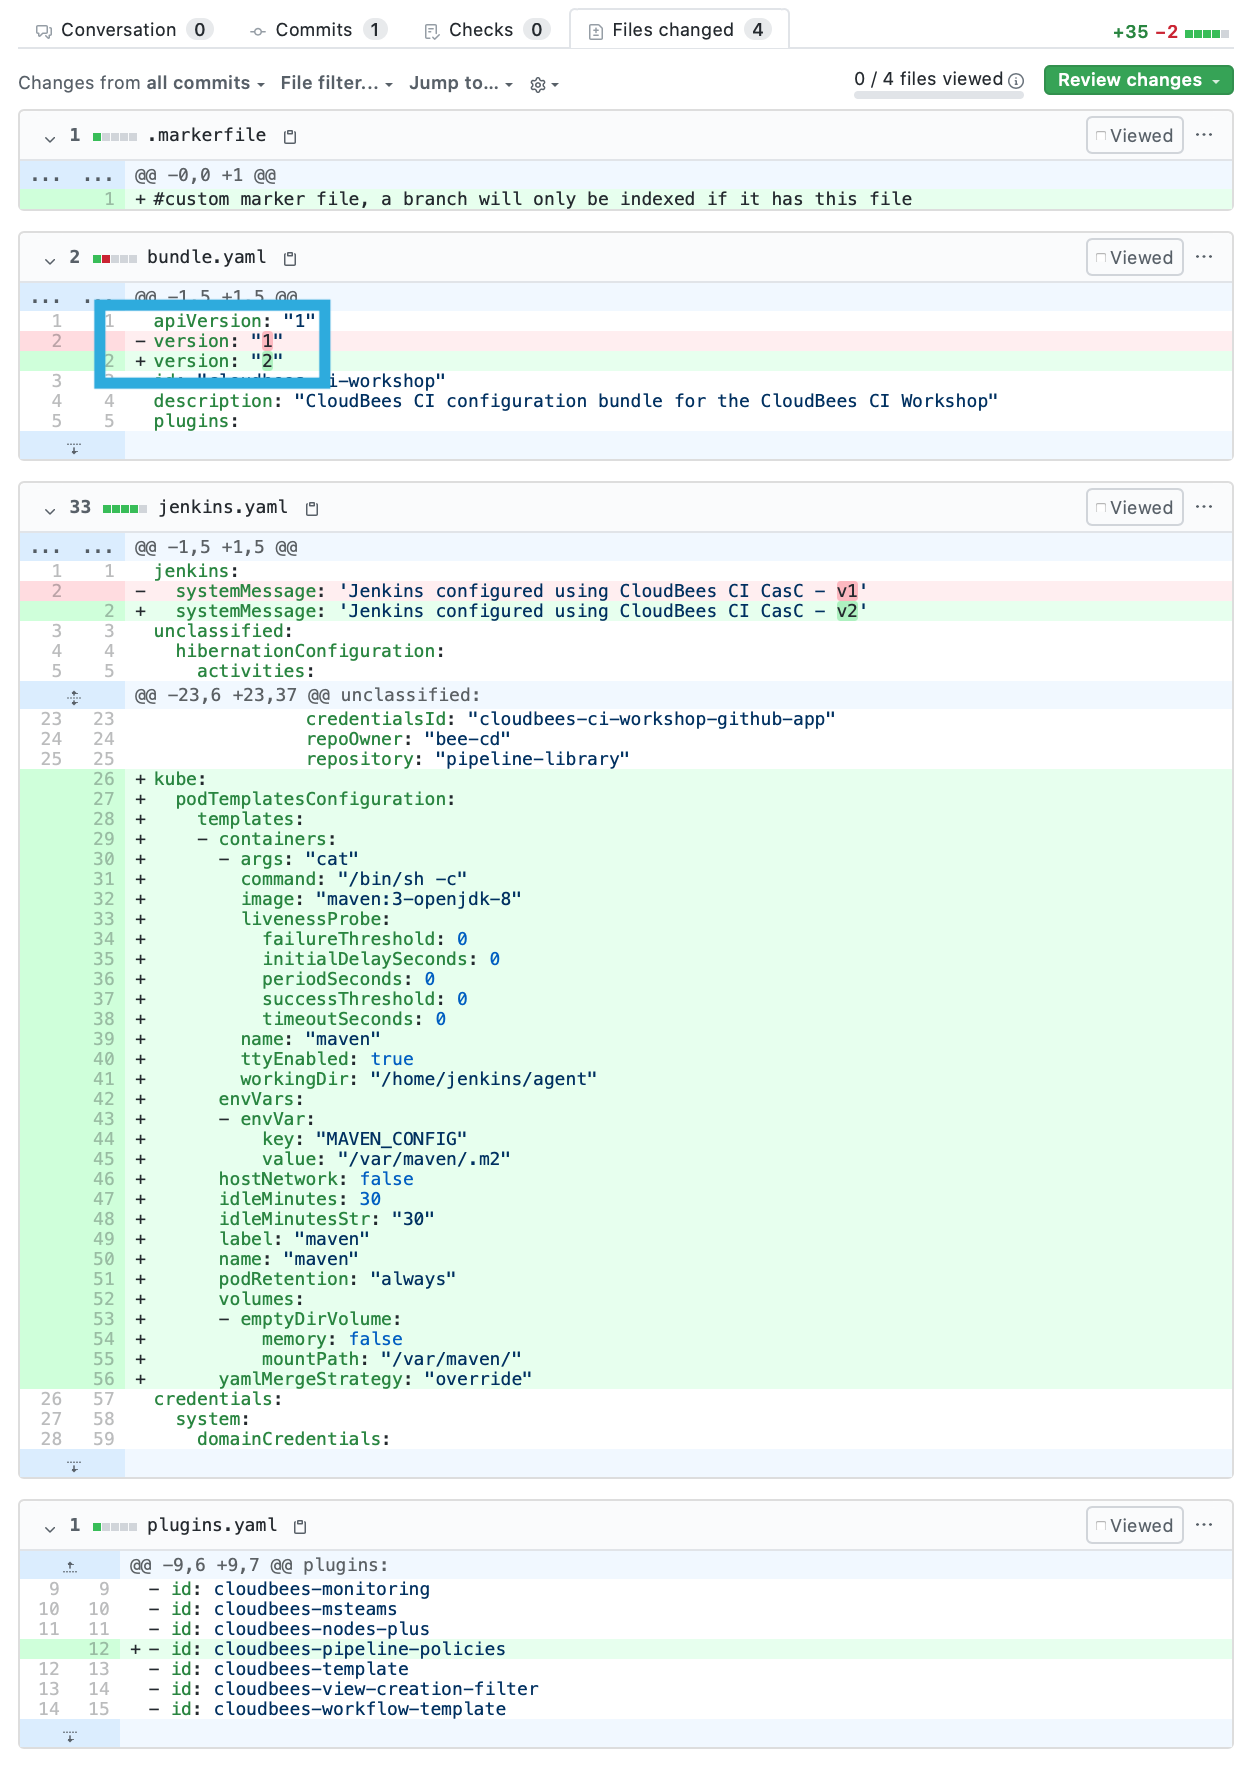 Conversation 0 Commits 1 Checks 0 Files changed 4 +35 −2
Changes from all commits File filter... Jump to... 0 / 4 files viewed Review changes
1 .markerfile Viewed ...
... ... @@ -0,0 +1 @@
1 + #custom marker file, a branch will only be indexed if it has this file
2 bundle.yaml Viewed ...
... ... @@ -1,5 +1,5 @@
1 1 apiVersion: "1"
2 - version: "1"
2 + version: "2"
3 3 id: "cloudbees-ci-workshop"
4 4 description: "CloudBees CI configuration bundle for the CloudBees CI Workshop"
5 5 plugins:
33 jenkins.yaml Viewed ...
... ... @@ -1,5 +1,5 @@
1 1 jenkins:
2 - systemMessage: 'Jenkins configured using CloudBees CI CasC - v1'
2 + systemMessage: 'Jenkins configured using CloudBees CI CasC - v2'
3 3 unclassified:
4 4 hibernationConfiguration:
5 5 activities:
@@ -23,6 +23,37 @@ unclassified:
23 23 credentialsId: "cloudbees-ci-workshop-github-app"
24 24 repoOwner: "bee-cd"
25 25 repository: "pipeline-library"
26 + kube:
27 + podTemplatesConfiguration:
28 + templates:
29 + - containers:
30 + - args: "cat"
31 + command: "/bin/sh -c"
32 + image: "maven:3-openjdk-8"
33 + livenessProbe:
34 + failureThreshold: 0
35 + initialDelaySeconds: 0
36 + periodSeconds: 0
37 + successThreshold: 0
38 + timeoutSeconds: 0
39 + name: "maven"
40 + ttyEnabled: true
41 + workingDir: "/home/jenkins/agent"
42 + envVars:
43 + - envVar:
44 + key: "MAVEN_CONFIG"
45 + value: "/var/maven/.m2"
46 + hostNetwork: false
47 + idleMinutes: 30
48 + idleMinutesStr: "30"
49 + label: "maven"
50 + name: "maven"
51 + podRetention: "always"
52 + volumes:
53 + - emptyDirVolume:
54 + memory: false
55 + mountPath: "/var/maven/"
56 + yamlMergeStrategy: "override"
26 57 credentials:
27 58 system:
28 59 domainCredentials:
1 plugins.yaml Viewed ...
@@ -9,6 +9,7 @@ plugins:
9 9 - id: cloudbees-monitoring
10 10 - id: cloudbees-msteams
11 11 - id: cloudbees-nodes-plus
12 + - id: cloudbees-pipeline-policies
12 13 - id: cloudbees-template
13 14 - id: cloudbees-view-creation-filter
14 15 - id: cloudbees-workflow-template